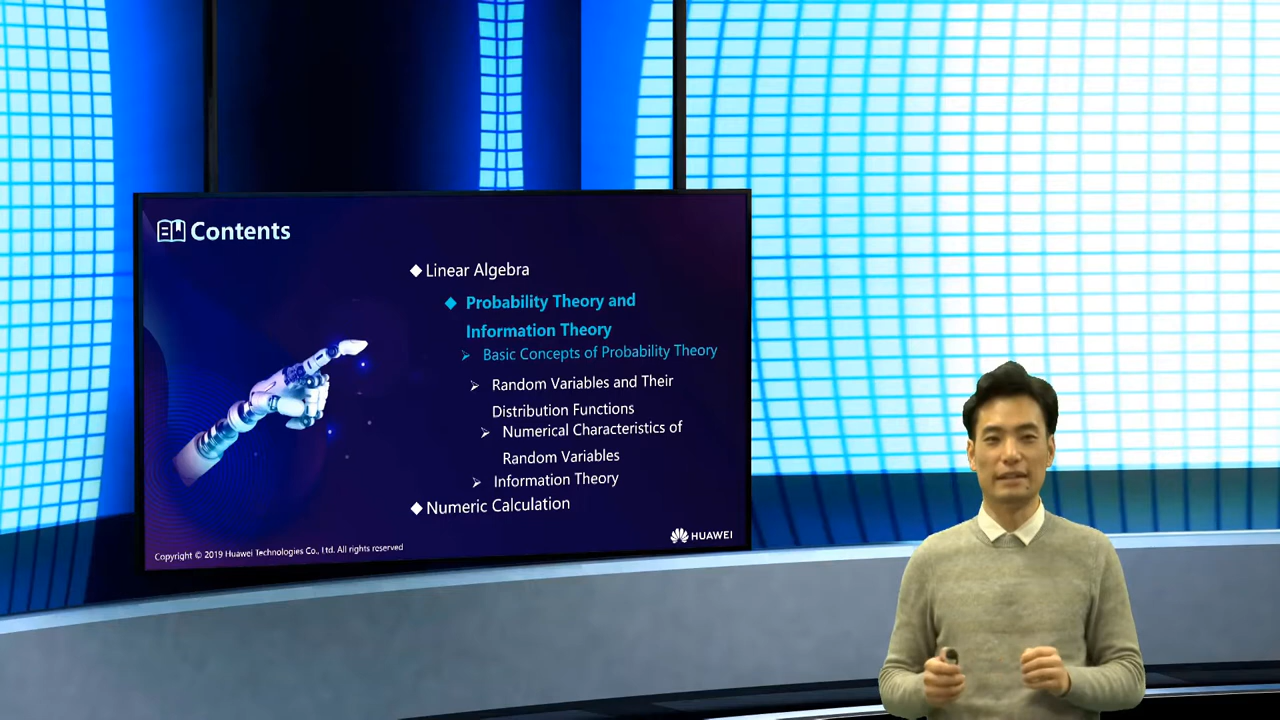 Contents
Linear Algebra
Probability Theory and
Information Theory
Basic Concepts of Probability Theory
Random Variables and Their
Distribution Functions
Numerical Characteristics of
Random Variables
Information Theory
Numeric Calculation
HUAWEI
Copyright © 2019 Huawei Technologies Co., Ltd. All rights reserved